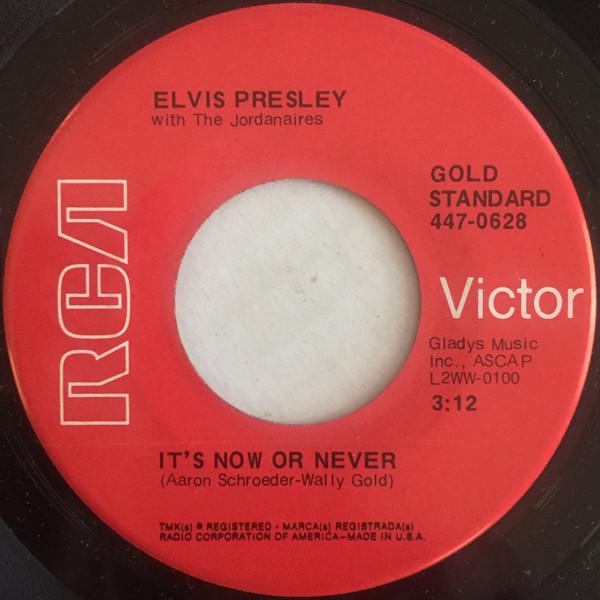 ELVIS PRESLEY
with The Jordanaires
RCA
GOLD
STANDARD
447-0628
Victor
Gladys Music
Inc., ASCAP
L2WW-0100
3:12
IT'S NOW OR NEVER
(Aaron Schroeder-Wally Gold)
TMK(s) ® REGISTERED • MARCA(s) REGISTRADA(s)
RADIO CORPORATION OF AMERICA—MADE IN U.S.A.